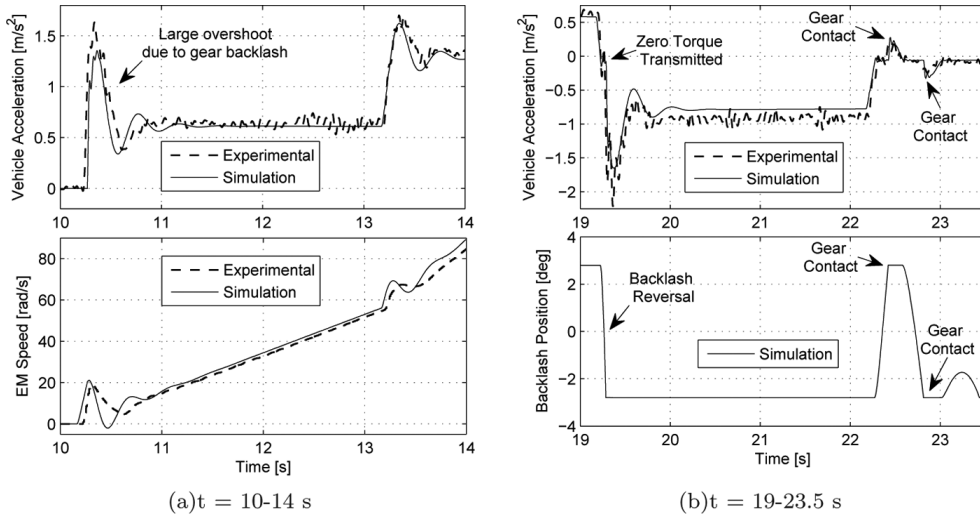 Vehicle Acceleration [m/s²]
1.5
1
0.5
0
Large overshoot
due to gear backlash
Experimental
Simulation
10 11 12 13 14
EM Speed [rad/s]
80
60
40
20
0
Experimental
Simulation
10 11 12 13 14
Time [s]
(a)t = 10-14 s
Vehicle Acceleration [m/s²]
0.5
0
−0.5
−1
−1.5
−2
Zero Torque
Transmitted
Gear
Contact
Gear
Contact
Experimental
Simulation
19 20 21 22 23
Backlash Position [deg]
4
2
0
−2
−4
Backlash
Reversal
Gear
Contact
Gear
Contact
Simulation
19 20 21 22 23
Time [s]
(b)t = 19-23.5 s